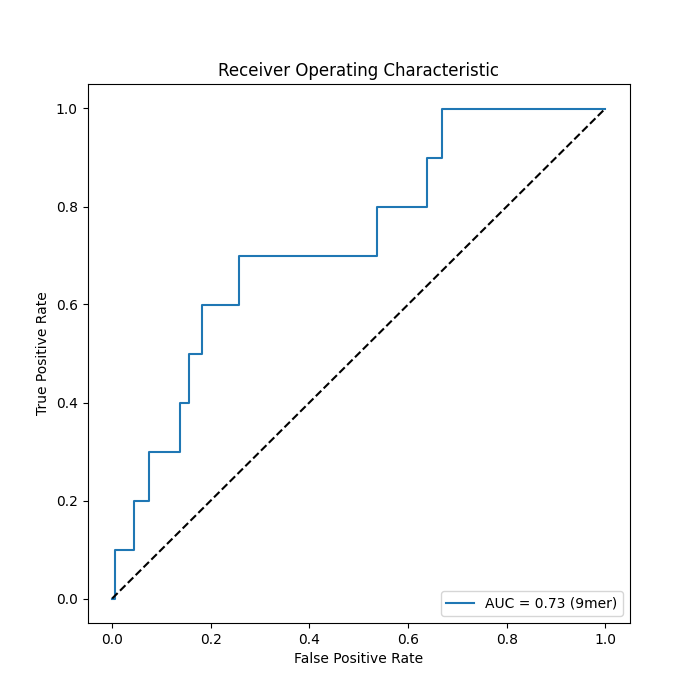 Receiver Operating Characteristic
1.0
0.8
0.6
0.4
0.2
0.0
True Positive Rate
AUC = 0.73 (9mer)
0.0 0.2 0.4 0.6 0.8 1.0
False Positive Rate